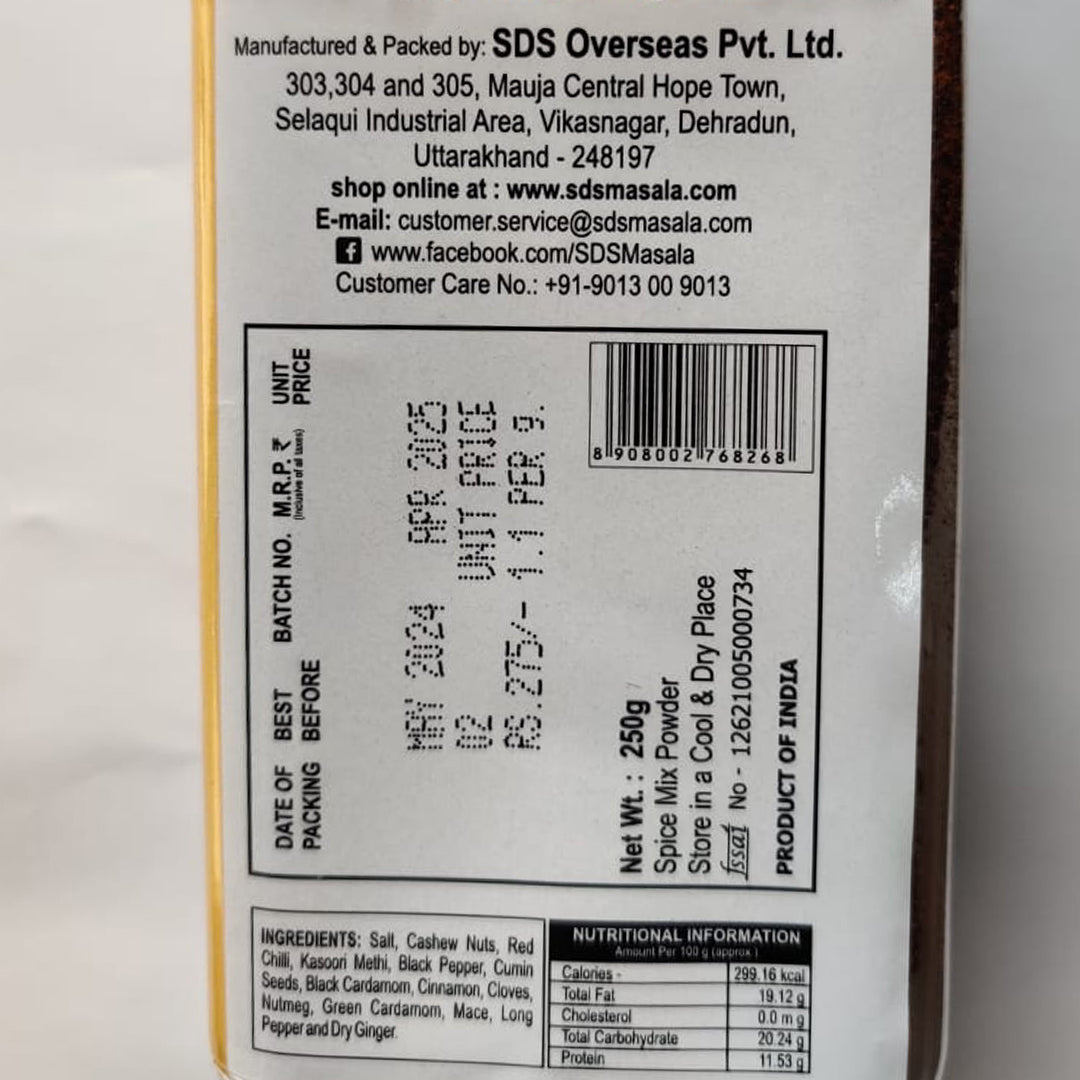 Manufactured & Packed by: SDS Overseas Pvt. Ltd.
303,304 and 305, Mauja Central Hope Town,
Selaqui Industrial Area, Vikasnagar, Dehradun,
Uttarakhand - 248197
shop online at : www.sdsmasala.com
E-mail: customer.service@sdsmasala.com
f www.facebook.com/SDSMasala
Customer Care No.: +91-9013 00 9013
DATE OF PACKING
BEST BEFORE
BATCH NO.
M.R.P. ₹
(Inclusive of all taxes)
UNIT PRICE
MAY 2024 APR 2025
02 UNIT PRICE
RS.275/- 1.1 PER g.
8 908002 768268
Net Wt. : 250g
Spice Mix Powder
Store in a Cool & Dry Place
fssai No - 12621005000734
PRODUCT OF INDIA
INGREDIENTS: Salt, Cashew Nuts, Red
Chilli, Kasoori Methi, Black Pepper, Cumin
Seeds, Black Cardamom, Cinnamon, Cloves,
Nutmeg, Green Cardamom, Mace, Long
Pepper and Dry Ginger.
NUTRITIONAL INFORMATION
Amount Per 100 g (approx.)
Calories - 299.16 kcal
Total Fat 19.12 g
Cholesterol 0.0 m g
Total Carbohydrate 20.24 g
Protein 11.53 g